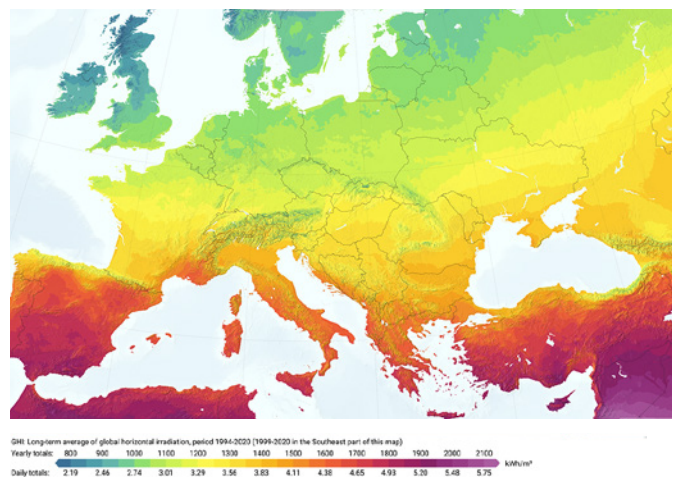 GHI: Long-term average of global horizontal irradiation, period 1994-2020 (1999-2020 in the Southeast part of this map)
Yearly totals: 800 900 1000 1100 1200 1300 1400 1500 1600 1700 1800 1900 2000 2100
kWh/m²
Daily totals: 2.19 2.46 2.74 3.01 3.29 3.56 3.83 4.11 4.38 4.65 4.93 5.20 5.48 5.75